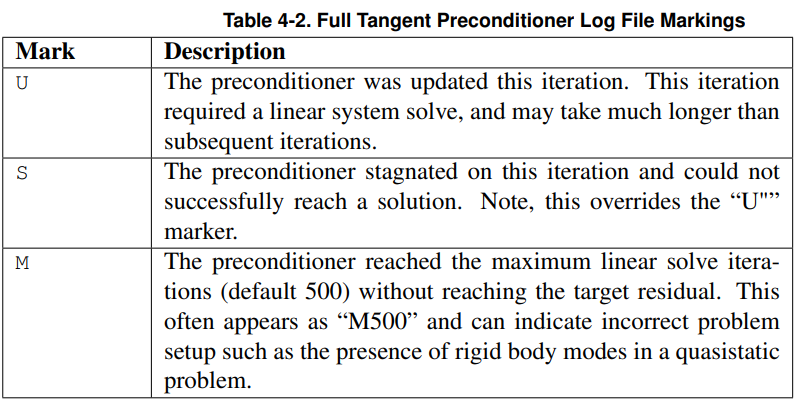 Table 4-2. Full Tangent Preconditioner Log File Markings
Mark Description
U The preconditioner was updated this iteration. This iteration
required a linear system solve, and may take much longer than
subsequent iterations.
S The preconditioner stagnated on this iteration and could not
successfully reach a solution. Note, this overrides the “U"”
marker.
M The preconditioner reached the maximum linear solve itera-
tions (default 500) without reaching the target residual. This
often appears as “M500” and can indicate incorrect problem
setup such as the presence of rigid body modes in a quasistatic
problem.